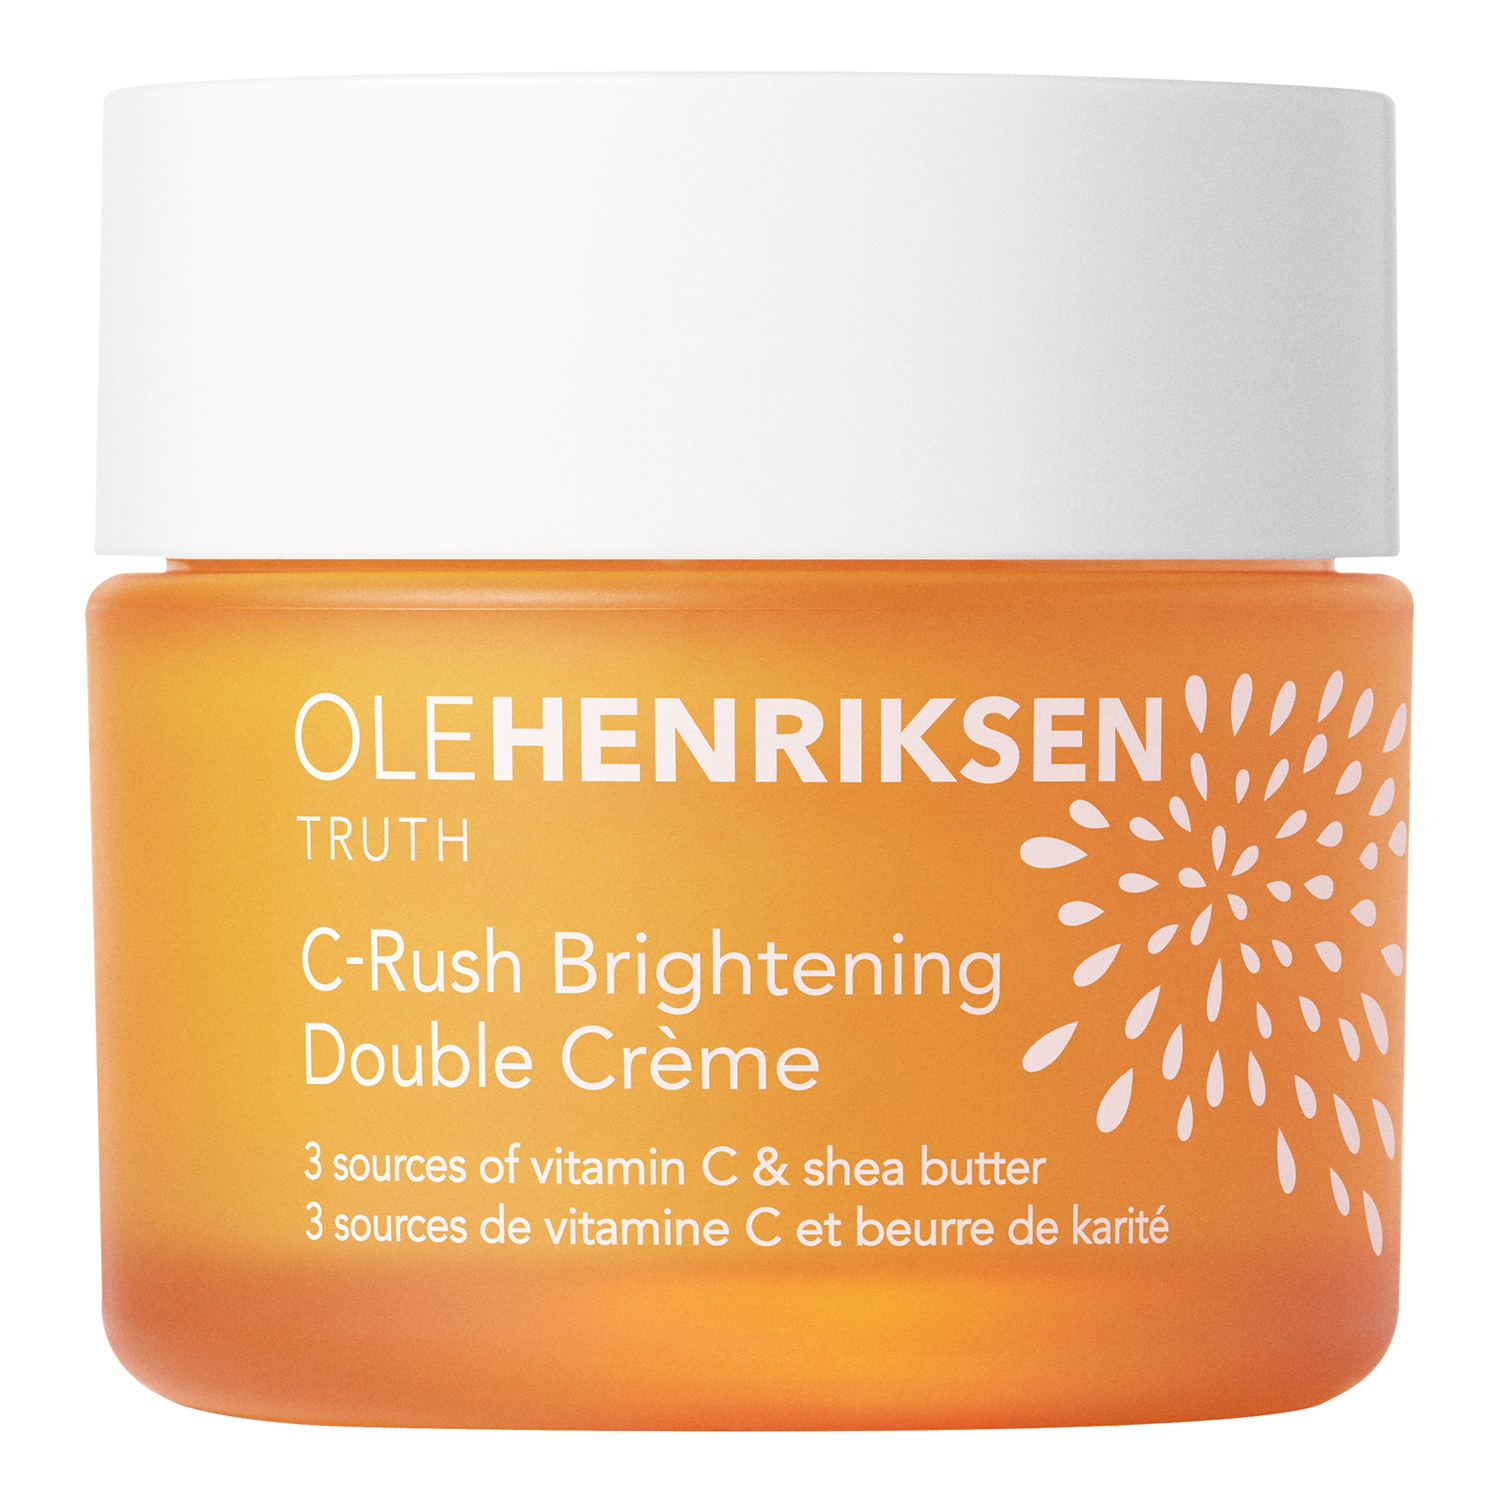 OLEHENRIKSEN
TRUTH
C-Rush Brightening
Double Crème
3 sources of vitamin C & shea butter
3 sources de vitamine C et beurre de karité